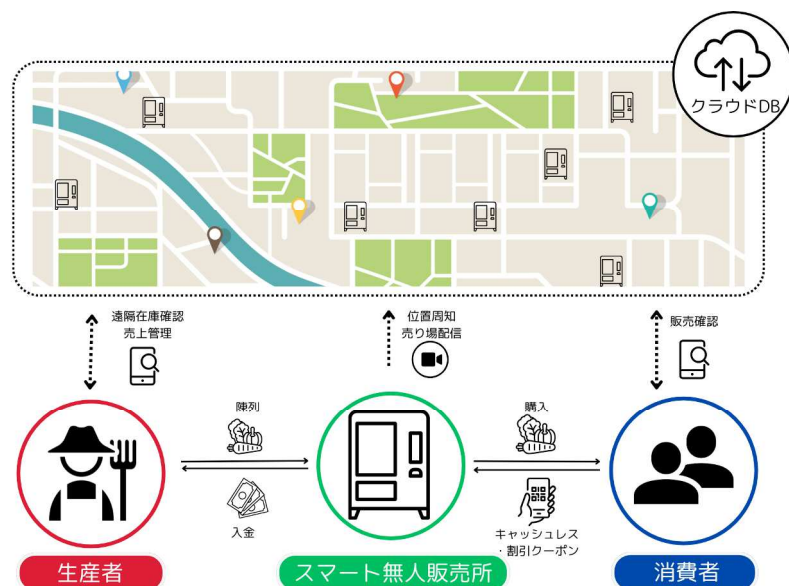 クラウドDB
遠隔在庫確認
売上管理
位置周知
売り場配信
販売確認
陳列
購入
入金
キャッシュレス
・割引クーポン
生産者
スマート無人販売所
消費者